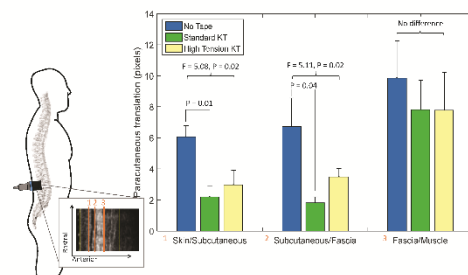 14
12
10
8
6
4
2
0
Paracutaneous translation (pixels)
No Tape
Standard KT
High Tension KT
F = 5.08, P = 0.02
P = 0.01
F = 5.11, P = 0.02
P = 0.04
No difference
1 Skin/Subcutaneous
2 Subcutaneous/Fascia
3 Fascia/Muscle
1 2 3
Rostral
Anterior